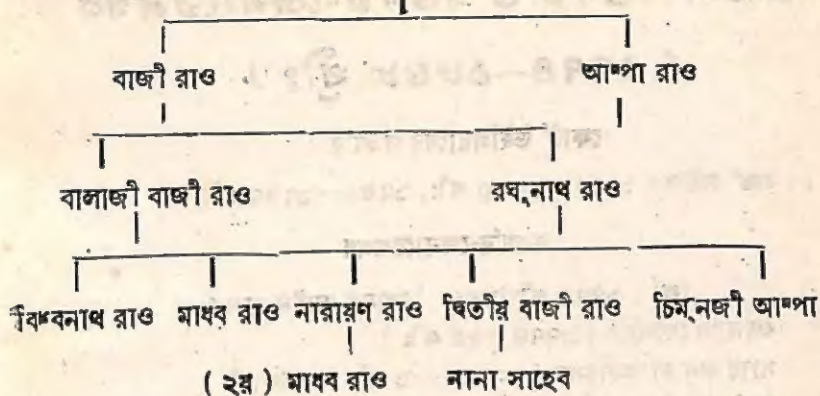 বাজী রাও আপ্পা রাও
বালাজী বাজী রাও রঘুনাথ রাও
বিশ্বনাথ রাও মাধব রাও নারায়ণ রাও দ্বিতীয় বাজী রাও চিমনজী আপ্পা
( ২য় ) মাধব রাও নানা সাহেব